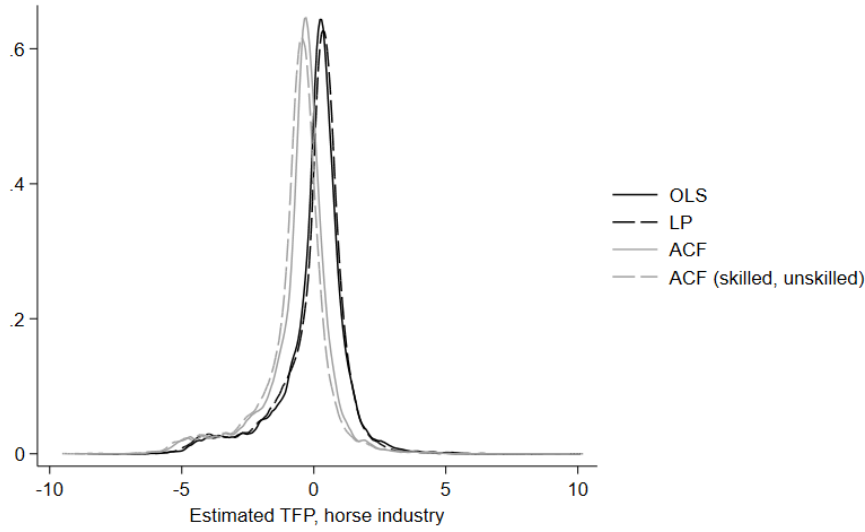 .6
.4
.2
0
-10
-5
0
5
10
Estimated TFP, horse industry
OLS
LP
ACF
ACF (skilled, unskilled)